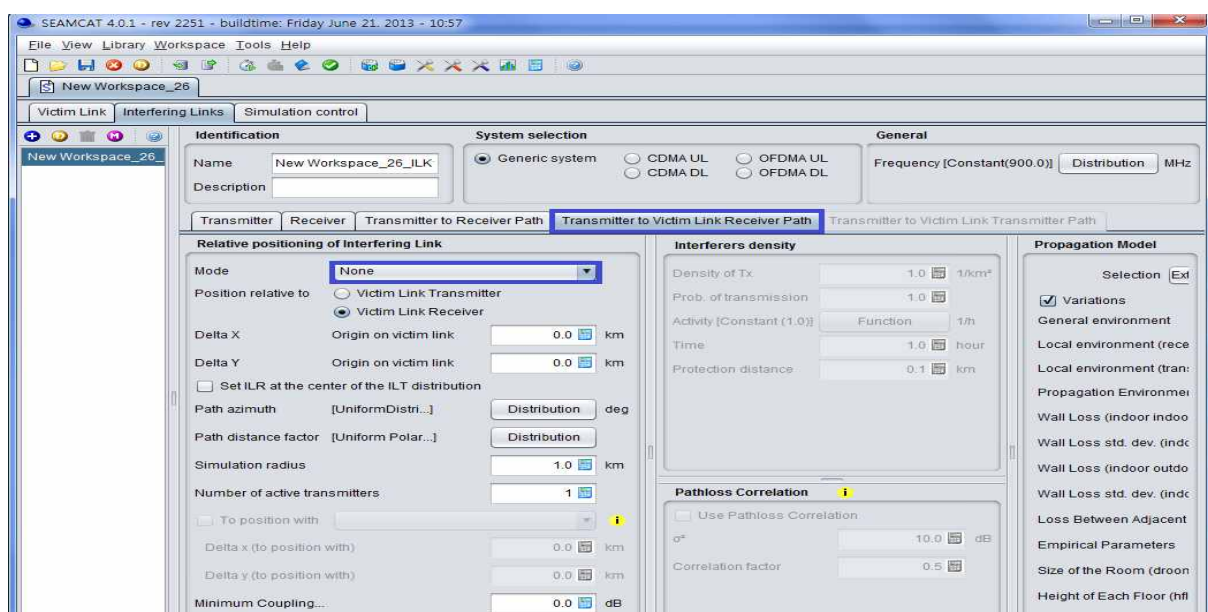 SEAMCAT 4.0.1 - rev 2251 - buildtime: Friday June 21. 2013 - 10:57
File View Library Workspace Tools Help
New Workspace_26
Victim Link Interfering Links Simulation control
New Workspace_26_
Identification
Name New Workspace_26_ILK
Description
System selection
Generic system CDMA UL OFDMA UL
CDMA DL OFDMA DL
General
Frequency [Constant(900.0)] Distribution MHz
Transmitter Receiver Transmitter to Receiver Path Transmitter to Victim Link Receiver Path Transmitter to Victim Link Transmitter Path
Relative positioning of Interfering Link
Mode None
Position relative to Victim Link Transmitter
Victim Link Receiver
Delta X Origin on victim link 0.0 km
Delta Y Origin on victim link 0.0 km
Set ILR at the center of the ILT distribution
Path azimuth [UniformDistri...] Distribution deg
Path distance factor [Uniform Polar...] Distribution
Simulation radius 1.0 km
Number of active transmitters 1
To position with i
Delta x (to position with) 0.0 km
Delta y (to position with) 0.0 km
Minimum Coupling... 0.0 dB
Interferers density
Density of Tx 1.0 1/km²
Prob. of transmission 1.0
Activity [Constant (1.0)] Function 1/h
Time 1.0 hour
Protection distance 0.1 km
Pathloss Correlation i
Use Pathloss Correlation
10.0 dB
Correlation factor 0.5
Propagation Model
Selection Ext
Variations
General environment
Local environment (rece
Local environment (tran
Propagation Environme
Wall Loss (indoor indoo
Wall Loss std. dev. (indo
Wall Loss (indoor outdo
Wall Loss std. dev. (indo
Loss Between Adjacent
Empirical Parameters
Size of the Room (droon
Height of Each Floor (hfl